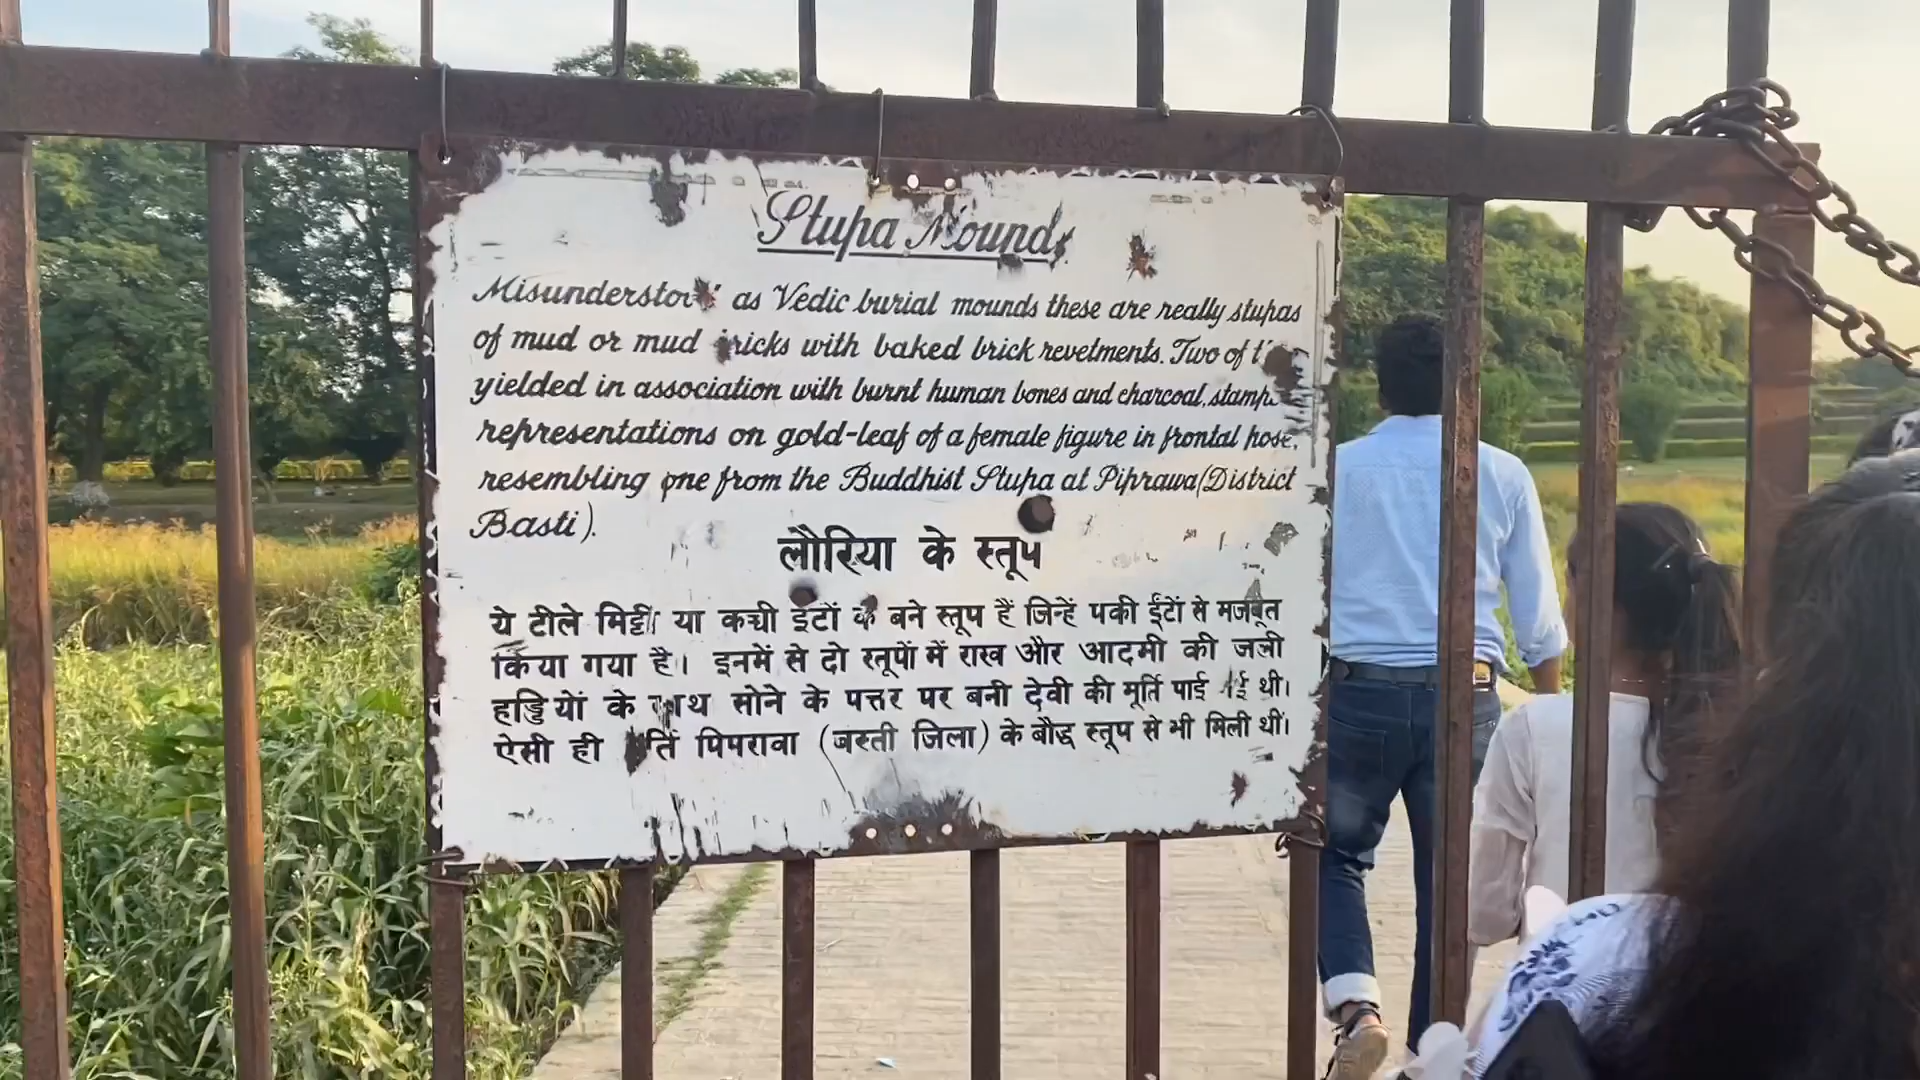 Stupa Mounds
Misunderstood as Vedic burial mounds these are really stupas
of mud or mud bricks with baked brick revetments. Two of
yielded in association with burnt human bones and charcoal, stamp
representations on gold-leaf of a female figure in frontal pose,
resembling one from the Buddhist Stupa at Piprawa (District
Basti).
लौरिया के स्तूप
ये टीले मिट्टी या कच्ची इंटों के बने स्तूप हैं जिन्हें पकी ईंटों से मजबूत
किया गया है। इनमें से दो स्तूपों में राख और आदमी की जली
हड्डियों के साथ सोने के पत्तर पर बनी देवी की मूर्ति पाई गई थी।
ऐसी ही मूर्ति पिपरावा (बस्ती जिला) के बौद्ध स्तूप से भी मिली थीं।